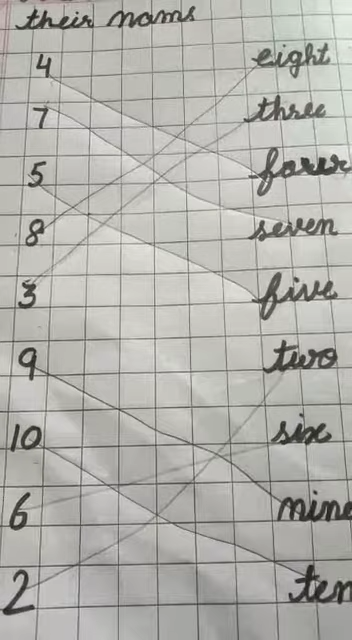 their nams
4 eight
7 three
5 four
8 seven
3 five
9 two
10 six
6 nine
2 ten